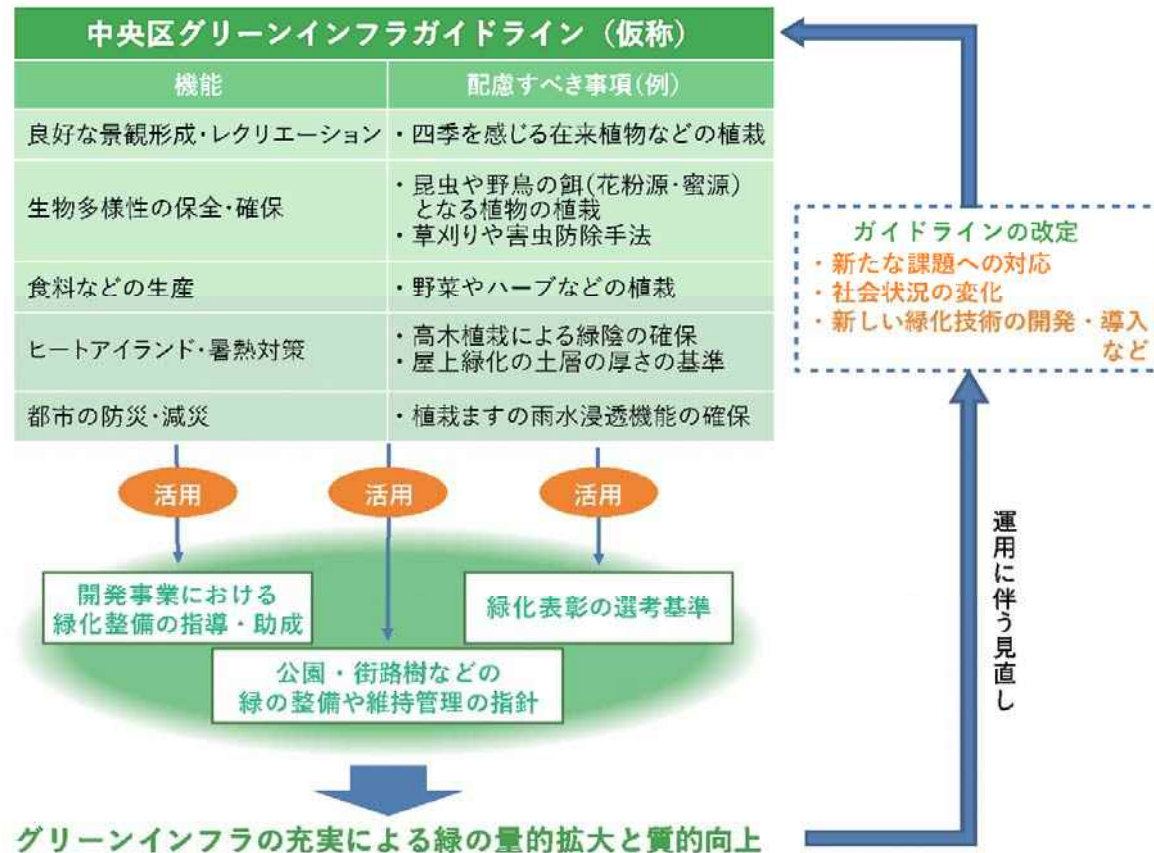 中央区グリーンインフラガイドライン（仮称）
機能
配慮すべき事項(例)
良好な景観形成・レクリエーション
・四季を感じる在来植物などの植栽
生物多様性の保全・確保
・昆虫や野鳥の餌(花粉源・蜜源)
となる植物の植栽
・草刈りや害虫防除手法
食料などの生産
・野菜やハーブなどの植栽
ヒートアイランド・暑熱対策
・高木植栽による緑陰の確保
・屋上緑化の土層の厚さの基準
都市の防災・減災
・植栽ますの雨水浸透機能の確保
活用
活用
活用
開発事業における
緑化整備の指導・助成
緑化表彰の選考基準
公園・街路樹などの
緑の整備や維持管理の指針
グリーンインフラの充実による緑の量的拡大と質的向上
運用に伴う見直し
ガイドラインの改定
・新たな課題への対応
・社会状況の変化
・新しい緑化技術の開発・導入
など